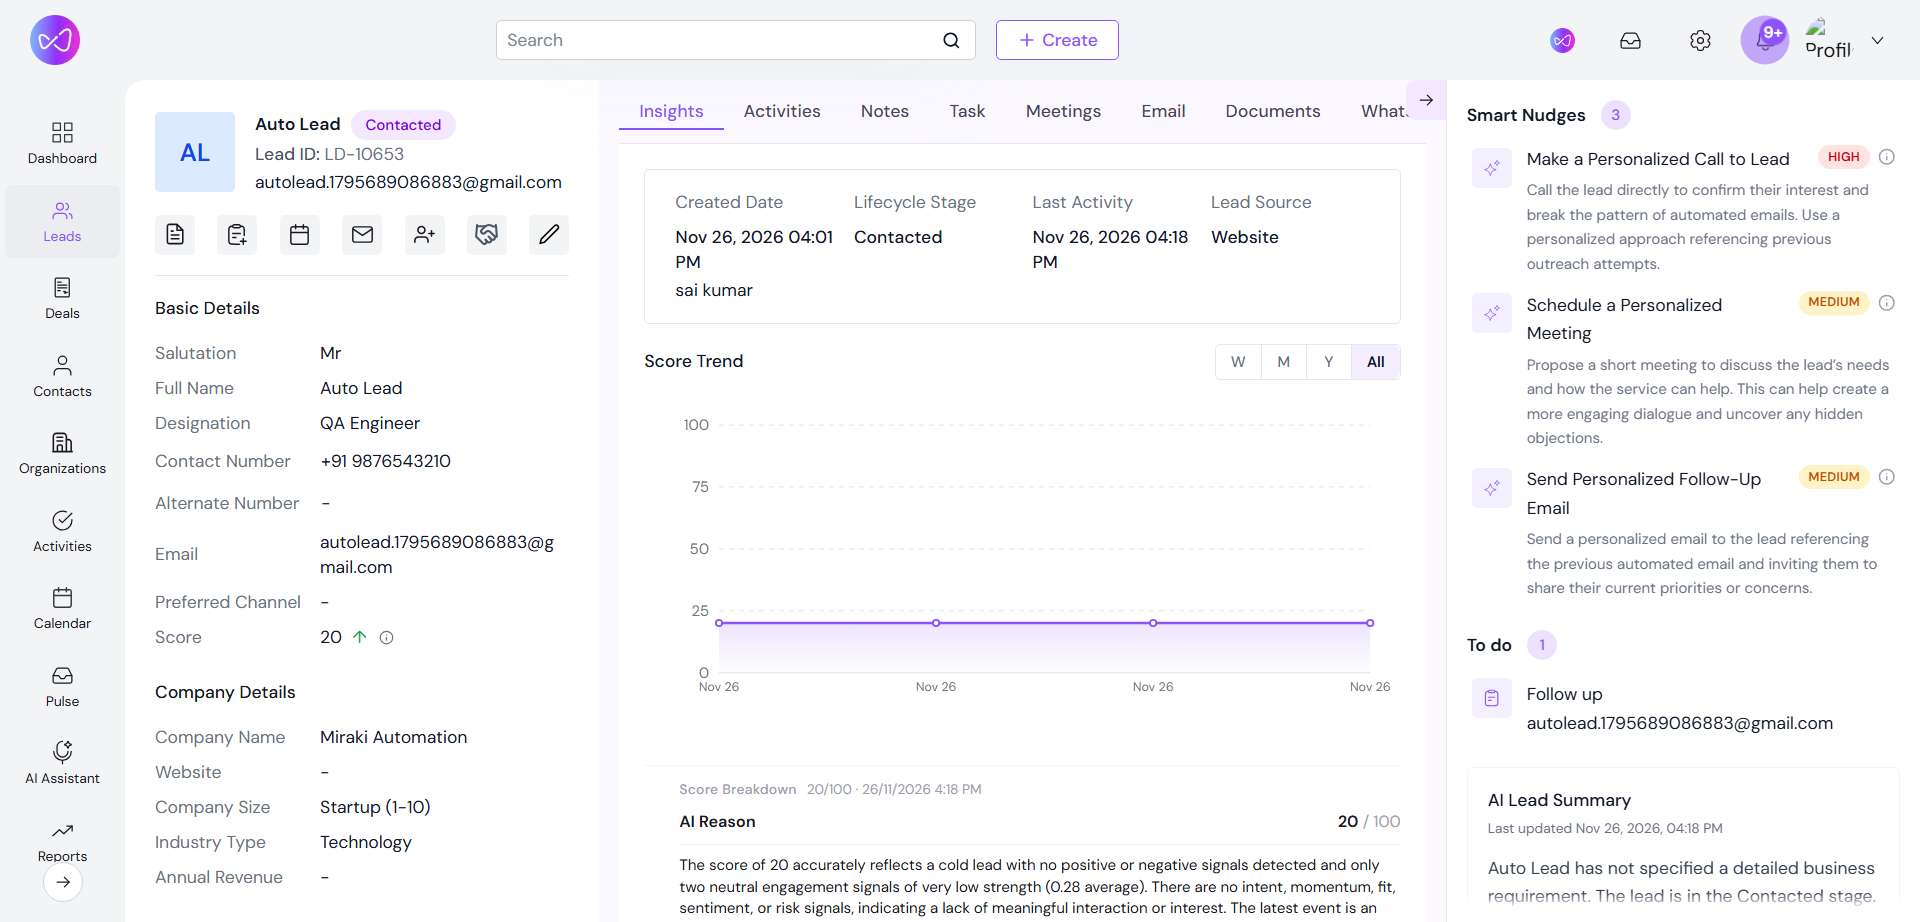 Search
+ Create
9+
Profil
Dashboard
Leads
Deals
Contacts
Organizations
Activities
Calendar
Pulse
AI Assistant
Reports
AL
Auto Lead
Contacted
Lead ID: LD-10653
autolead.1795689086883@gmail.com
Basic Details
Salutation
Mr
Full Name
Auto Lead
Designation
QA Engineer
Contact Number
+91 9876543210
Alternate Number
-
Email
autolead.1795689086883@g
mail.com
Preferred Channel
-
Score
20
Company Details
Company Name
Miraki Automation
Website
-
Company Size
Startup (1-10)
Industry Type
Technology
Annual Revenue
-
Insights
Activities
Notes
Task
Meetings
Email
Documents
What
Created Date
Lifecycle Stage
Last Activity
Lead Source
Nov 26, 2026 04:01
PM
Contacted
Nov 26, 2026 04:18
PM
Website
sai kumar
Score Trend
W
M
Y
All
100
75
50
25
0
Nov 26
Nov 26
Nov 26
Nov 26
Score Breakdown 20/100 · 26/11/2026 4:18 PM
AI Reason
20 / 100
The score of 20 accurately reflects a cold lead with no positive or negative signals detected and only
two neutral engagement signals of very low strength (0.28 average). There are no intent, momentum, fit,
sentiment, or risk signals, indicating a lack of meaningful interaction or interest. The latest event is an
Smart Nudges
3
Make a Personalized Call to Lead
HIGH
Call the lead directly to confirm their interest and
break the pattern of automated emails. Use a
personalized approach referencing previous
outreach attempts.
Schedule a Personalized
Meeting
MEDIUM
Propose a short meeting to discuss the lead's needs
and how the service can help. This can help create a
more engaging dialogue and uncover any hidden
objections.
Send Personalized Follow-Up
Email
MEDIUM
Send a personalized email to the lead referencing
the previous automated email and inviting them to
share their current priorities or concerns.
To do
1
Follow up
autolead.1795689086883@gmail.com
AI Lead Summary
Last updated Nov 26, 2026, 04:18 PM
Auto Lead has not specified a detailed business
requirement. The lead is in the Contacted stage.